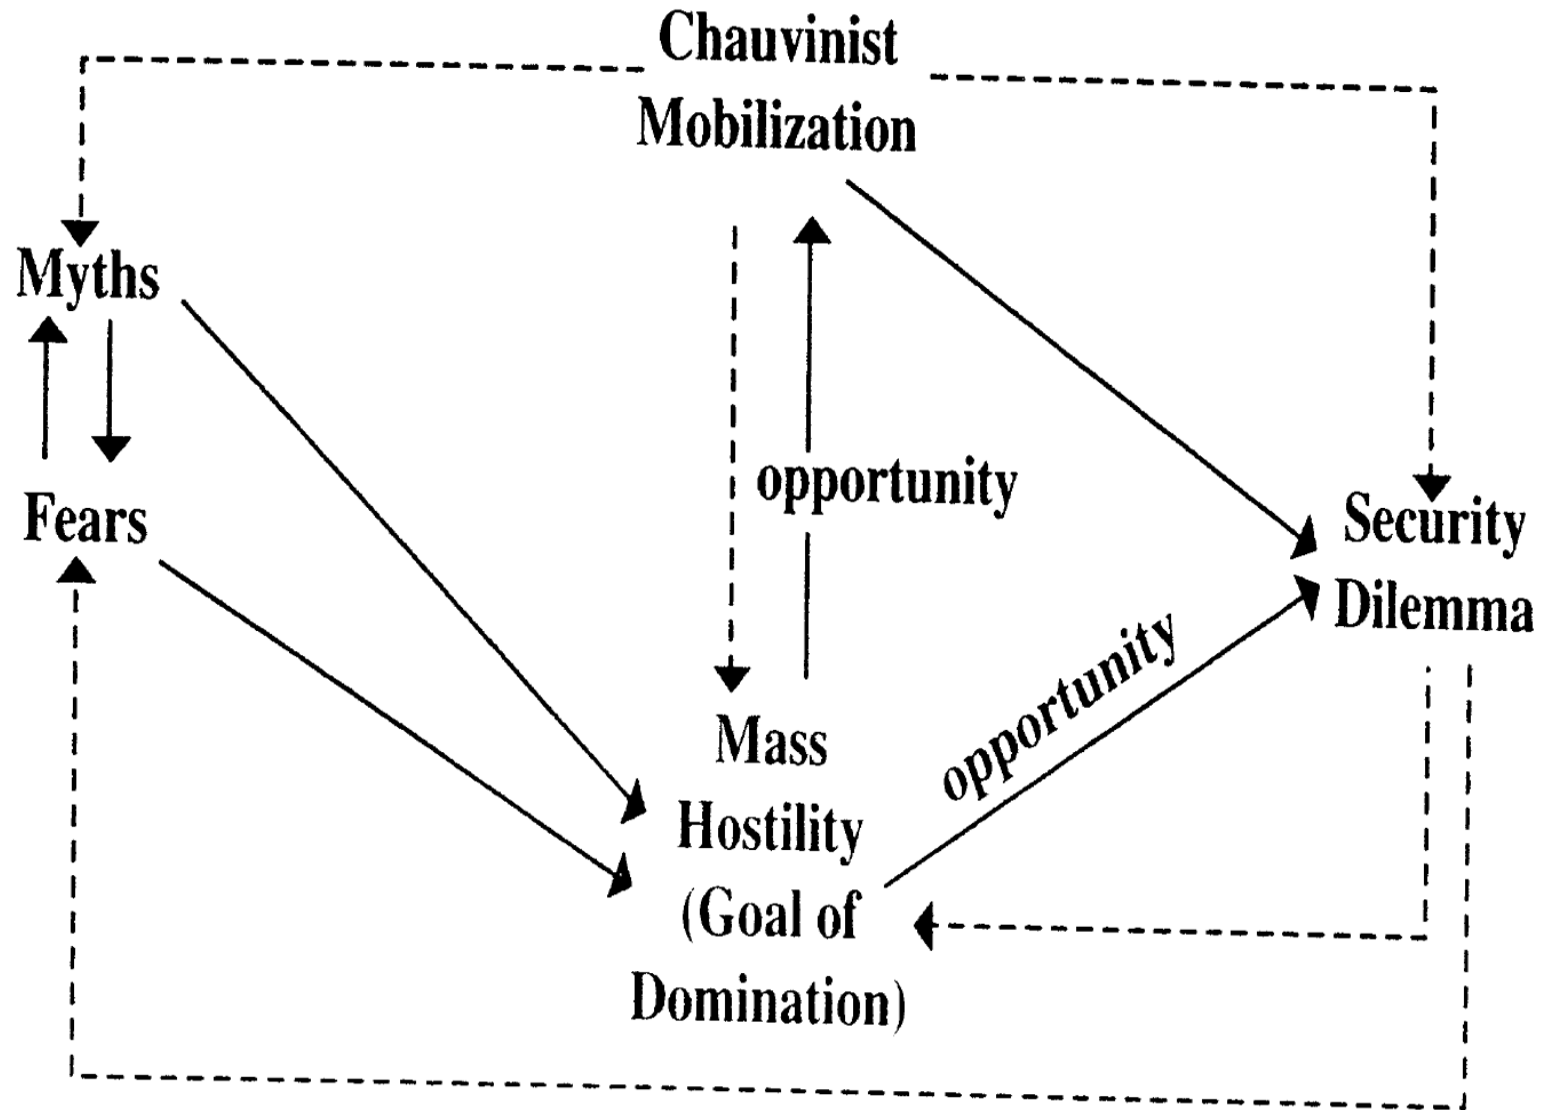 Chauvinist
Mobilization
Myths
opportunity
Fears
Security
Dilemma
opportunity
Mass
Hostility
(Goal of
Domination)